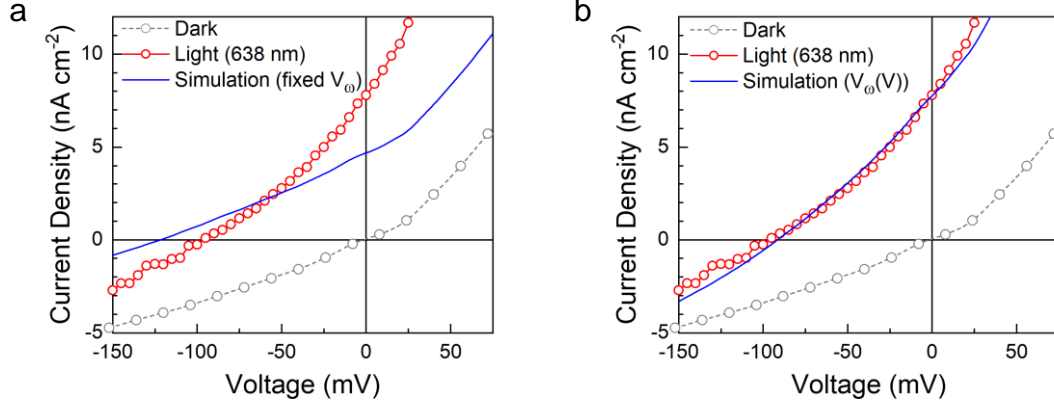 a
Dark
Light (638 nm)
Simulation (fixed Vω)
Current Density (nA cm-2)
10
5
0
-5
-150
-100
-50
0
50
Voltage (mV)
b
Dark
Light (638 nm)
Simulation (Vω(V))
Current Density (nA cm-2)
10
5
0
-5
-150
-100
-50
0
50
Voltage (mV)